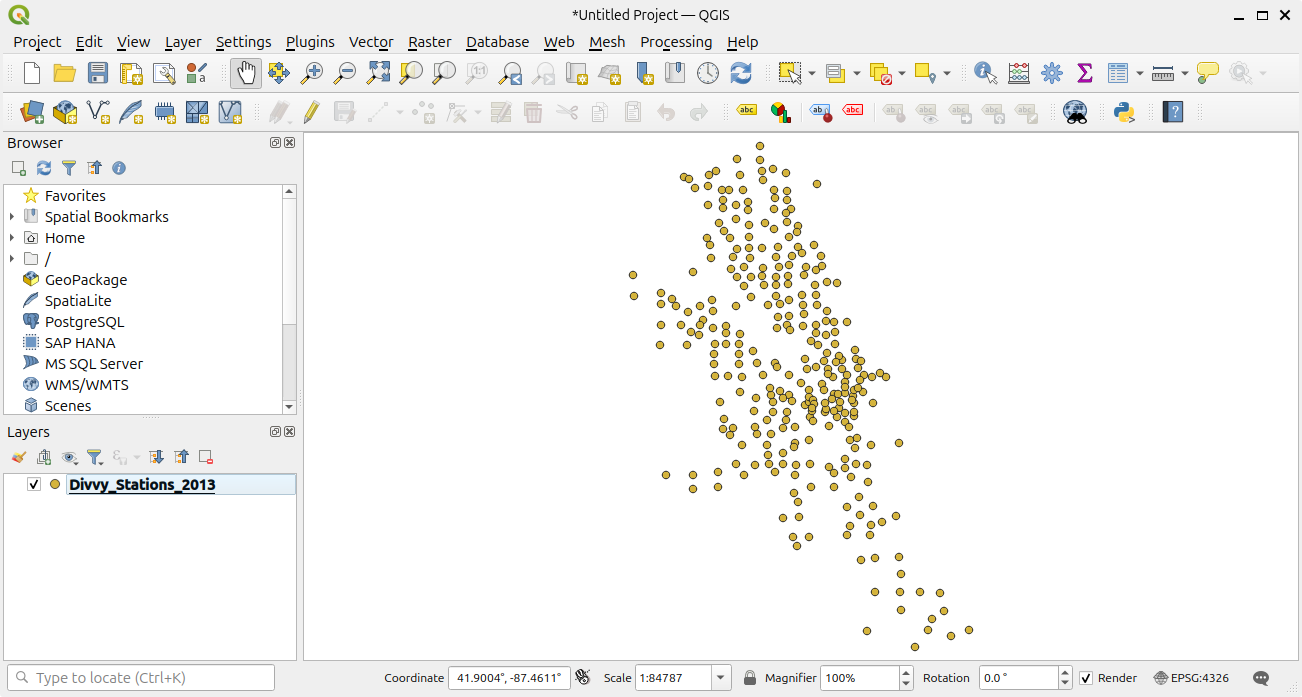 *Untitled Project — QGIS
Project Edit View Layer Settings Plugins Vector Raster Database Web Mesh Processing Help
Browser
Favorites
Spatial Bookmarks
Home
/
GeoPackage
SpatiaLite
PostgreSQL
SAP HANA
MS SQL Server
WMS/WMTS
Scenes
Layers
Divvy_Stations_2013
Type to locate (Ctrl+K) Coordinate 41.9004°, -87.4611° Scale 1:84787 Magnifier 100% Rotation 0.0 ° Render EPSG:4326